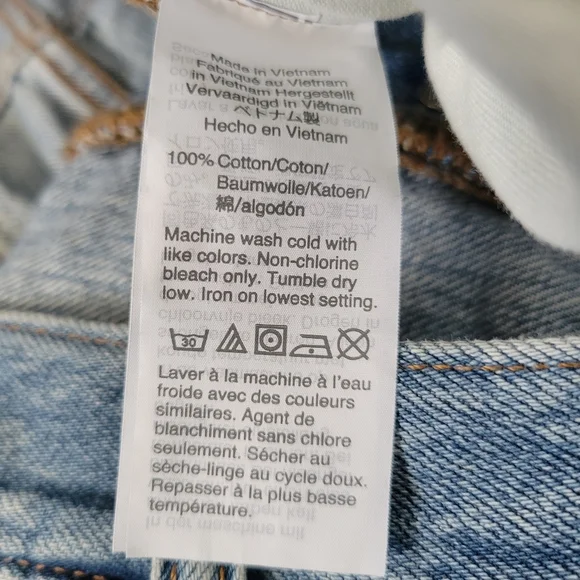 Made in Vietnam
Fabriqué au Vietnam
in Vietnam Hergestellt
Vervaardigd in Viëtnam
ベトナム製
Hecho en Vietnam
100% Cotton/Coton/
Baumwolle/Katoen/
綿/algodón
Machine wash cold with
like colors. Non-chlorine
bleach only. Tumble dry
low. Iron on lowest setting.
30
Laver à la machine à l'eau
froide avec des couleurs
similaires. Agent de
blanchiment sans chlore
seulement. Sécher au
sèche-linge au cycle doux.
Repasser à la plus basse
température.